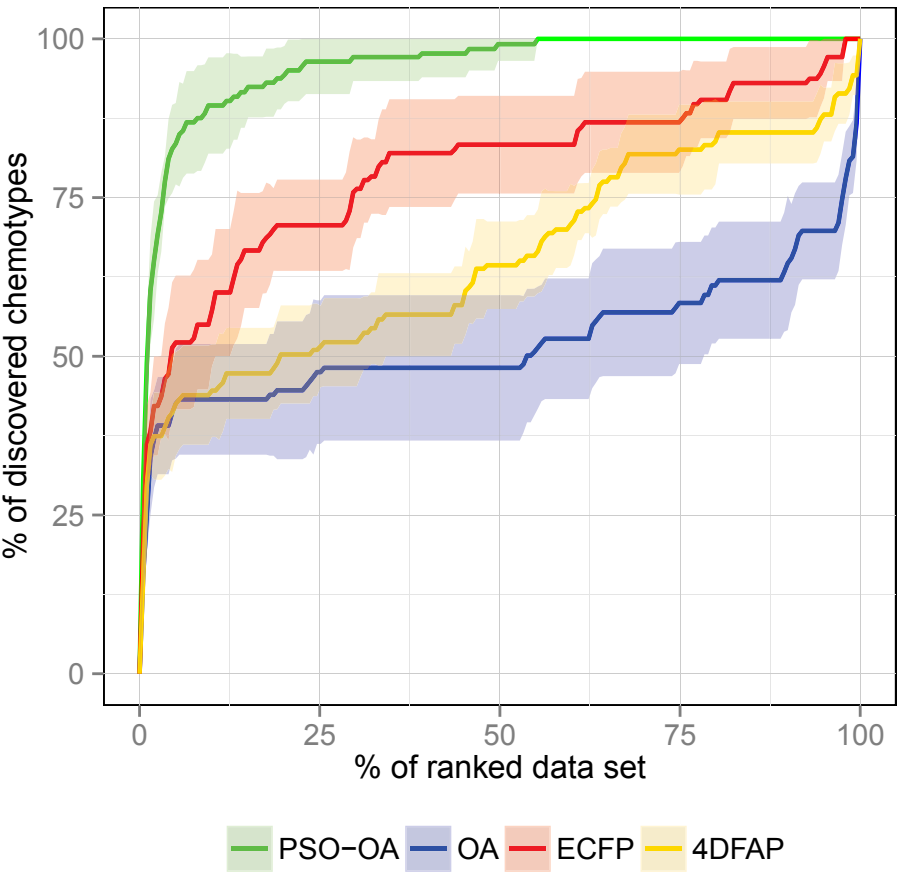 % of discovered chemotypes
100
75
50
25
0
0 25 50 75 100
% of ranked data set
PSO−OA OA ECFP 4DFAP